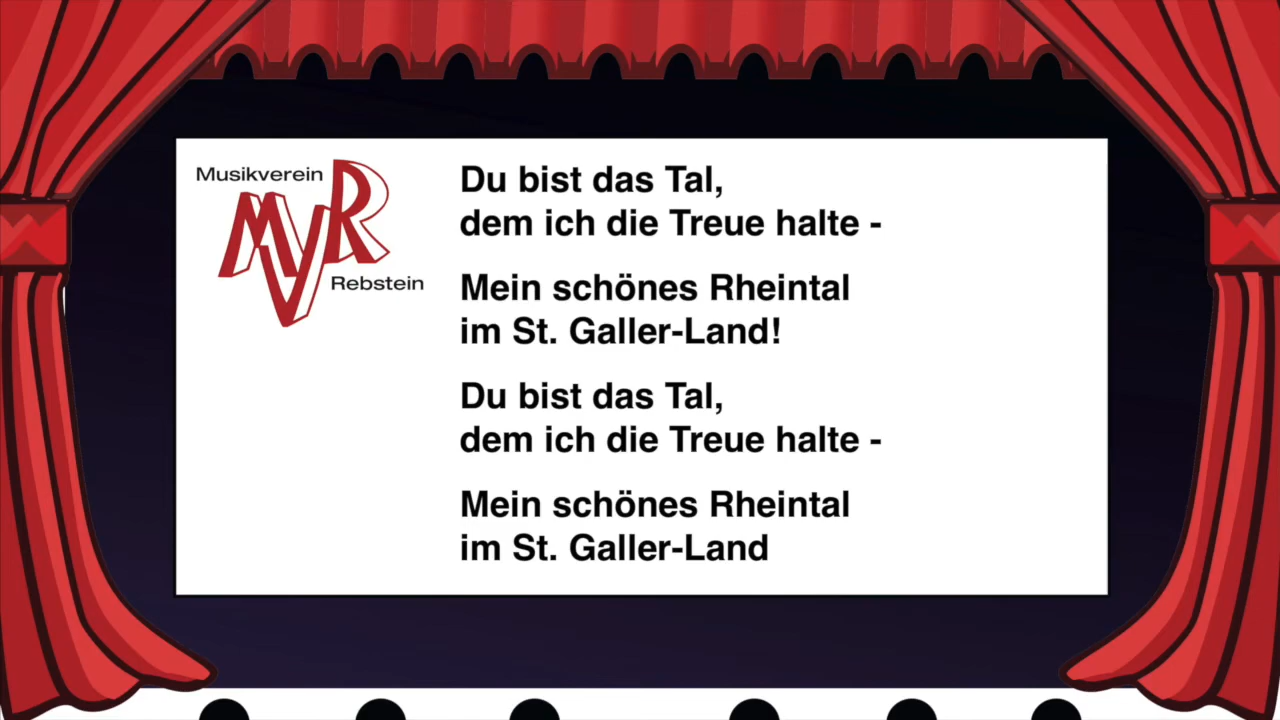 Musikverein
MVR
Rebstein
Du bist das Tal,
dem ich die Treue halte -
Mein schönes Rheintal
im St. Galler-Land!
Du bist das Tal,
dem ich die Treue halte -
Mein schönes Rheintal
im St. Galler-Land